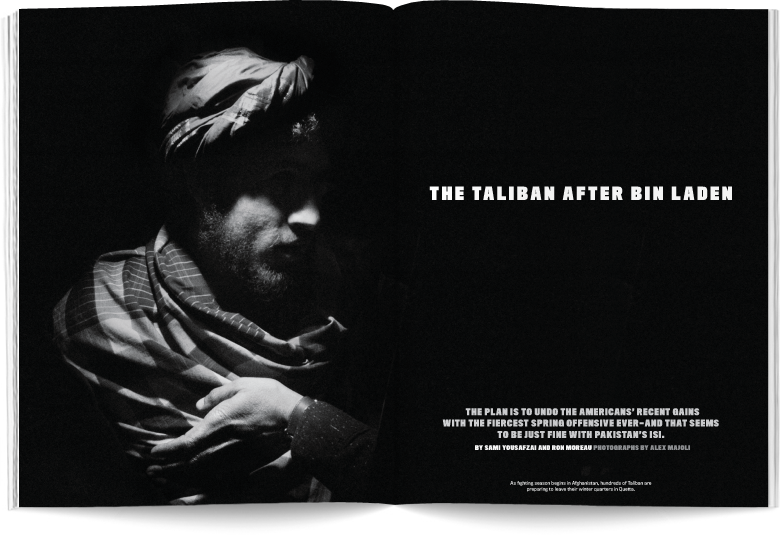 THE TALIBAN AFTER BIN LADEN
THE PLAN IS TO UNDO THE AMERICANS' RECENT GAINS
WITH THE FIERCEST SPRING OFFENSIVE EVER–AND THAT SEEMS
TO BE JUST FINE WITH PAKISTAN'S ISI.
BY SAMI YOUSAFZAI AND RON MOREAU PHOTOGRAPHS BY ALEX MAJOLI
As fighting season begins in Afghanistan, hundreds of Taliban are
preparing to leave their winter quarters in Quetta.